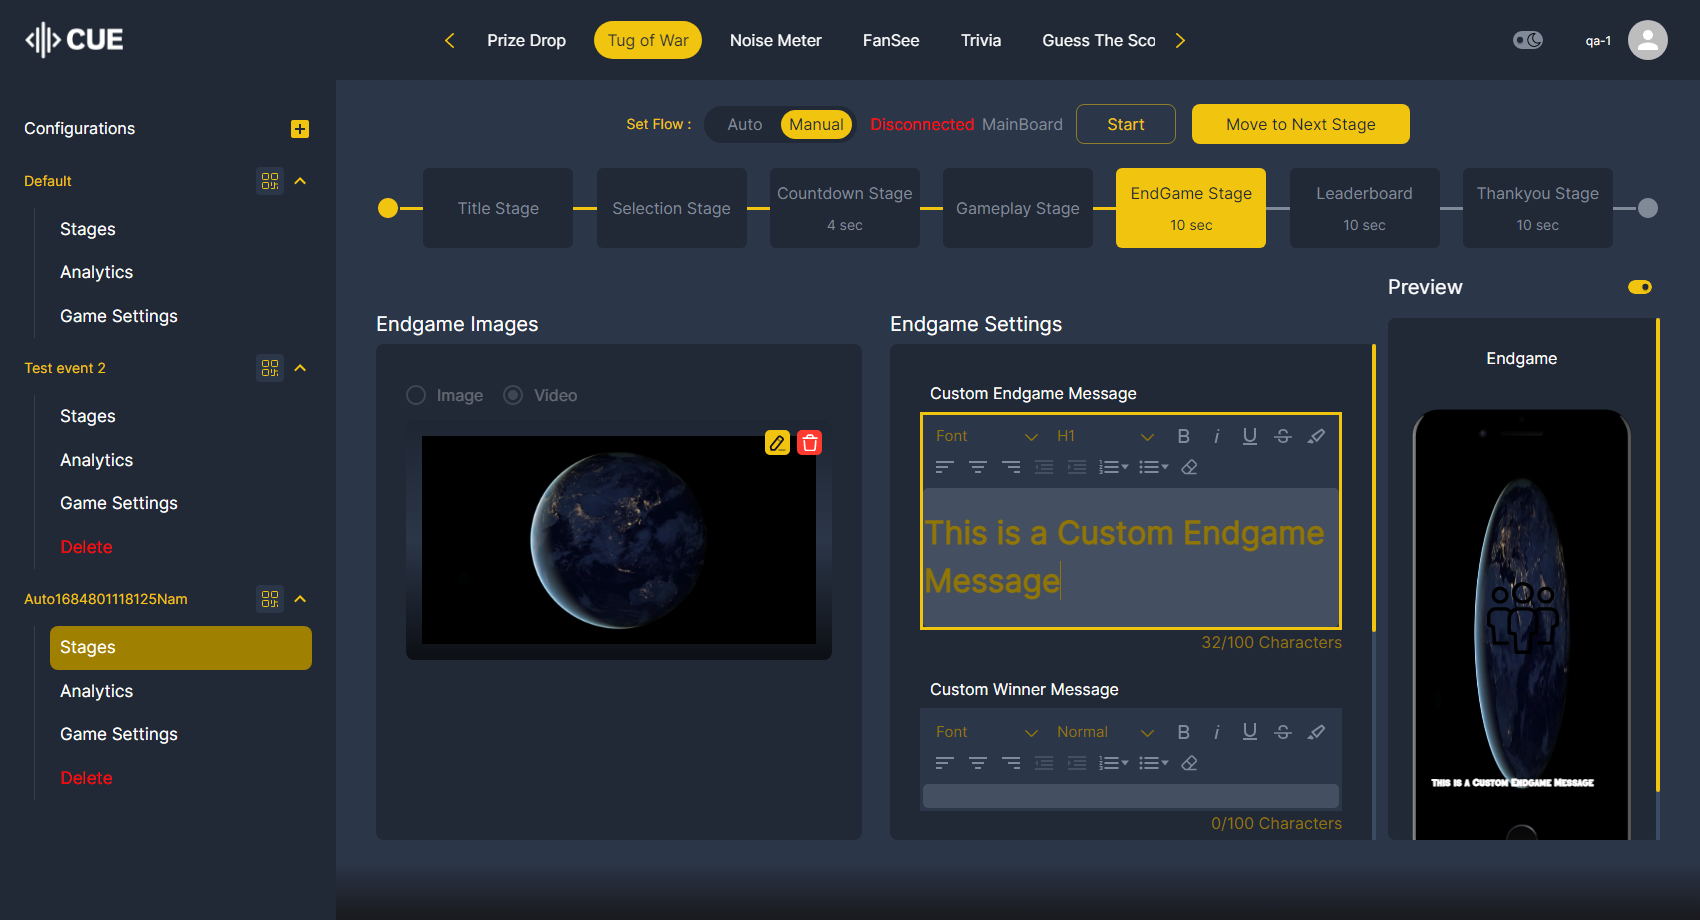 CUE
Prize Drop
Tug of War
Noise Meter
FanSee
Trivia
Guess The Sco
qa-1
Configurations
Default
Stages
Analytics
Game Settings
Test event 2
Stages
Analytics
Game Settings
Delete
Auto1684801118125Nam
Stages
Analytics
Game Settings
Delete
Set Flow :
Auto
Manual
Disconnected MainBoard
Start
Move to Next Stage
Title Stage
Selection Stage
Countdown Stage
4 sec
Gameplay Stage
EndGame Stage
10 sec
Leaderboard
10 sec
Thankyou Stage
10 sec
Endgame Images
Image
Video
Endgame Settings
Custom Endgame Message
Font
H1
B i U S
This is a Custom Endgame
Message
32/100 Characters
Custom Winner Message
Font
Normal
B i U S
0/100 Characters
Preview
Endgame
This is a Custom Endgame Message